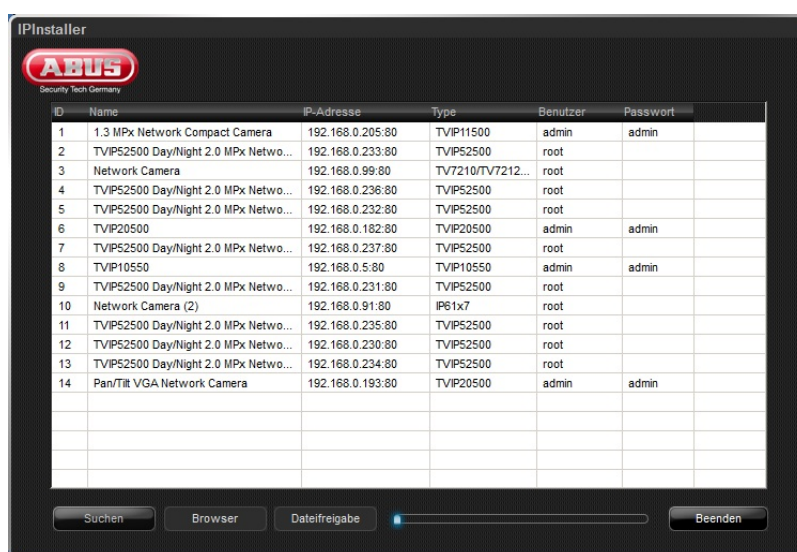 IPInstaller
ABUS
Security Tech Germany
ID Name IP-Adresse Type Benutzer Passwort
1 1.3 MPx Network Compact Camera 192.168.0.205:80 TVIP11500 admin admin
2 TVIP52500 Day/Night 2.0 MPx Netwo... 192.168.0.233:80 TVIP52500 root
3 Network Camera 192.168.0.99:80 TV7210/TV7212... root
4 TVIP52500 Day/Night 2.0 MPx Netwo... 192.168.0.236:80 TVIP52500 root
5 TVIP52500 Day/Night 2.0 MPx Netwo... 192.168.0.232:80 TVIP52500 root
6 TVIP20500 192.168.0.182:80 TVIP20500 admin admin
7 TVIP52500 Day/Night 2.0 MPx Netwo... 192.168.0.237:80 TVIP52500 root
8 TVIP10550 192.168.0.5:80 TVIP10550 admin admin
9 TVIP52500 Day/Night 2.0 MPx Netwo... 192.168.0.231:80 TVIP52500 root
10 Network Camera (2) 192.168.0.91:80 IP61x7 root
11 TVIP52500 Day/Night 2.0 MPx Netwo... 192.168.0.235:80 TVIP52500 root
12 TVIP52500 Day/Night 2.0 MPx Netwo... 192.168.0.230:80 TVIP52500 root
13 TVIP52500 Day/Night 2.0 MPx Netwo... 192.168.0.234:80 TVIP52500 root
14 Pan/Tilt VGA Network Camera 192.168.0.193:80 TVIP20500 admin admin
Suchen Browser Dateifreigabe Beenden